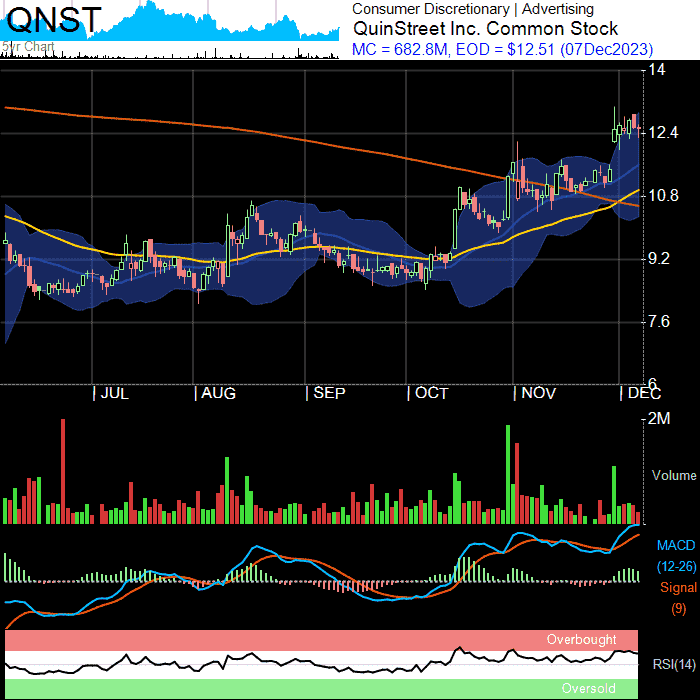 QNST
5yr Chart
Consumer Discretionary | Advertising
QuinStreet Inc. Common Stock
MC = 682.8M, EOD = $12.51 (07Dec2023)
14
12.4
10.8
9.2
7.6
6
| JUL | AUG | SEP | OCT | NOV | DEC
2M
Volume
MACD
(12-26)
Signal
(9)
Overbought
RSI(14)
Oversold